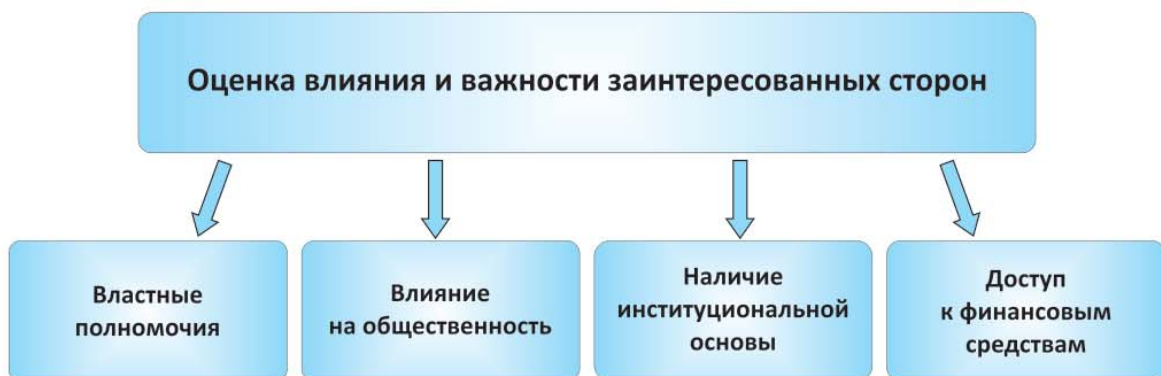 Оценка влияния и важности заинтересованных сторон
Властные
полномочия
Влияние
на общественность
Наличие
институциональной
основы
Доступ
к финансовым
средствам